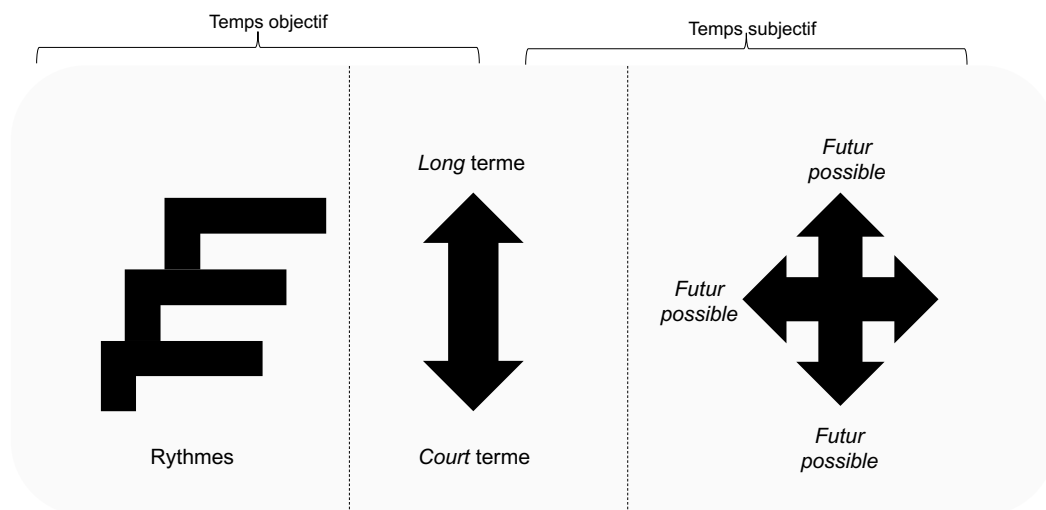 Temps objectif
Temps subjectif
Long terme
Futur
possible
Futur
possible
Rythmes
Court terme
Futur
possible